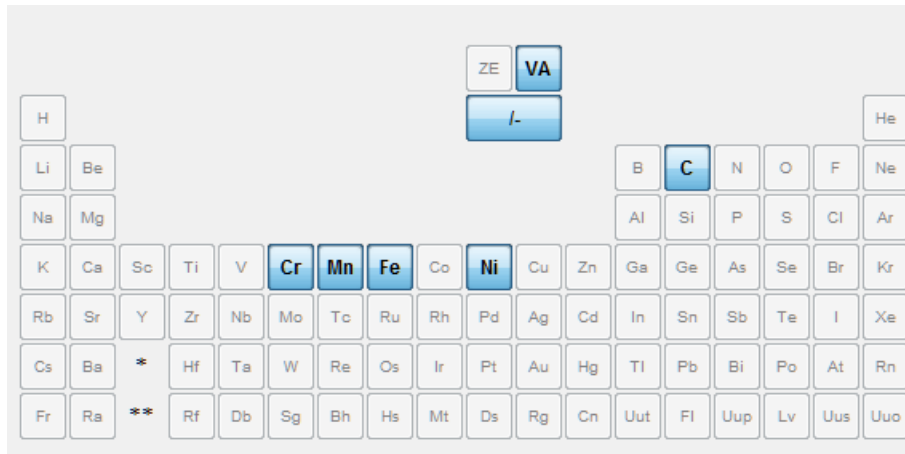 ZE VA
/-
H He
Li Be B C N O F Ne
Na Mg Al Si P S Cl Ar
K Ca Sc Ti V Cr Mn Fe Co Ni Cu Zn Ga Ge As Se Br Kr
Rb Sr Y Zr Nb Mo Tc Ru Rh Pd Ag Cd In Sn Sb Te I Xe
Cs Ba * Hf Ta W Re Os Ir Pt Au Hg Tl Pb Bi Po At Rn
Fr Ra ** Rf Db Sg Bh Hs Mt Ds Rg Cn Uut Fl Uup Lv Uus Uuo